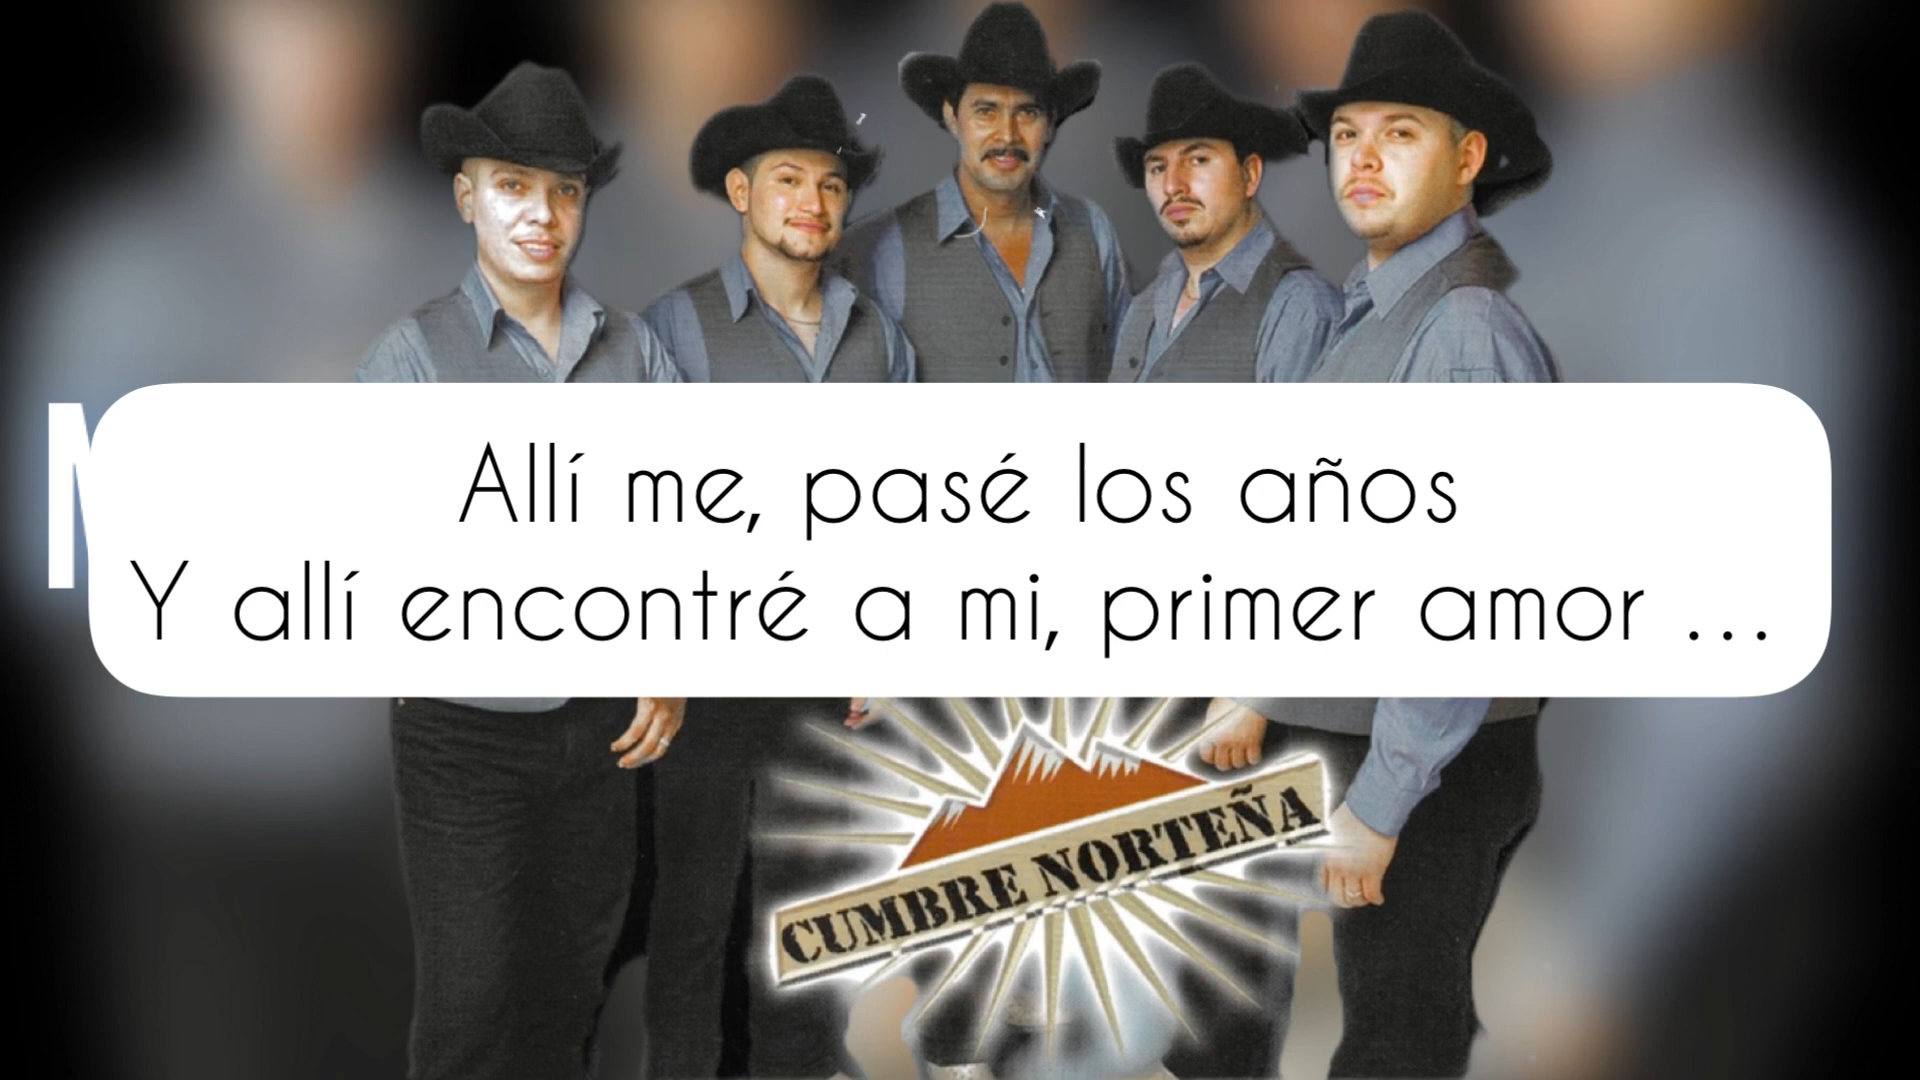 Allí me, pasé los años
Y allí encontré a mi, primer amor ...
CUMBRE NORTEÑA